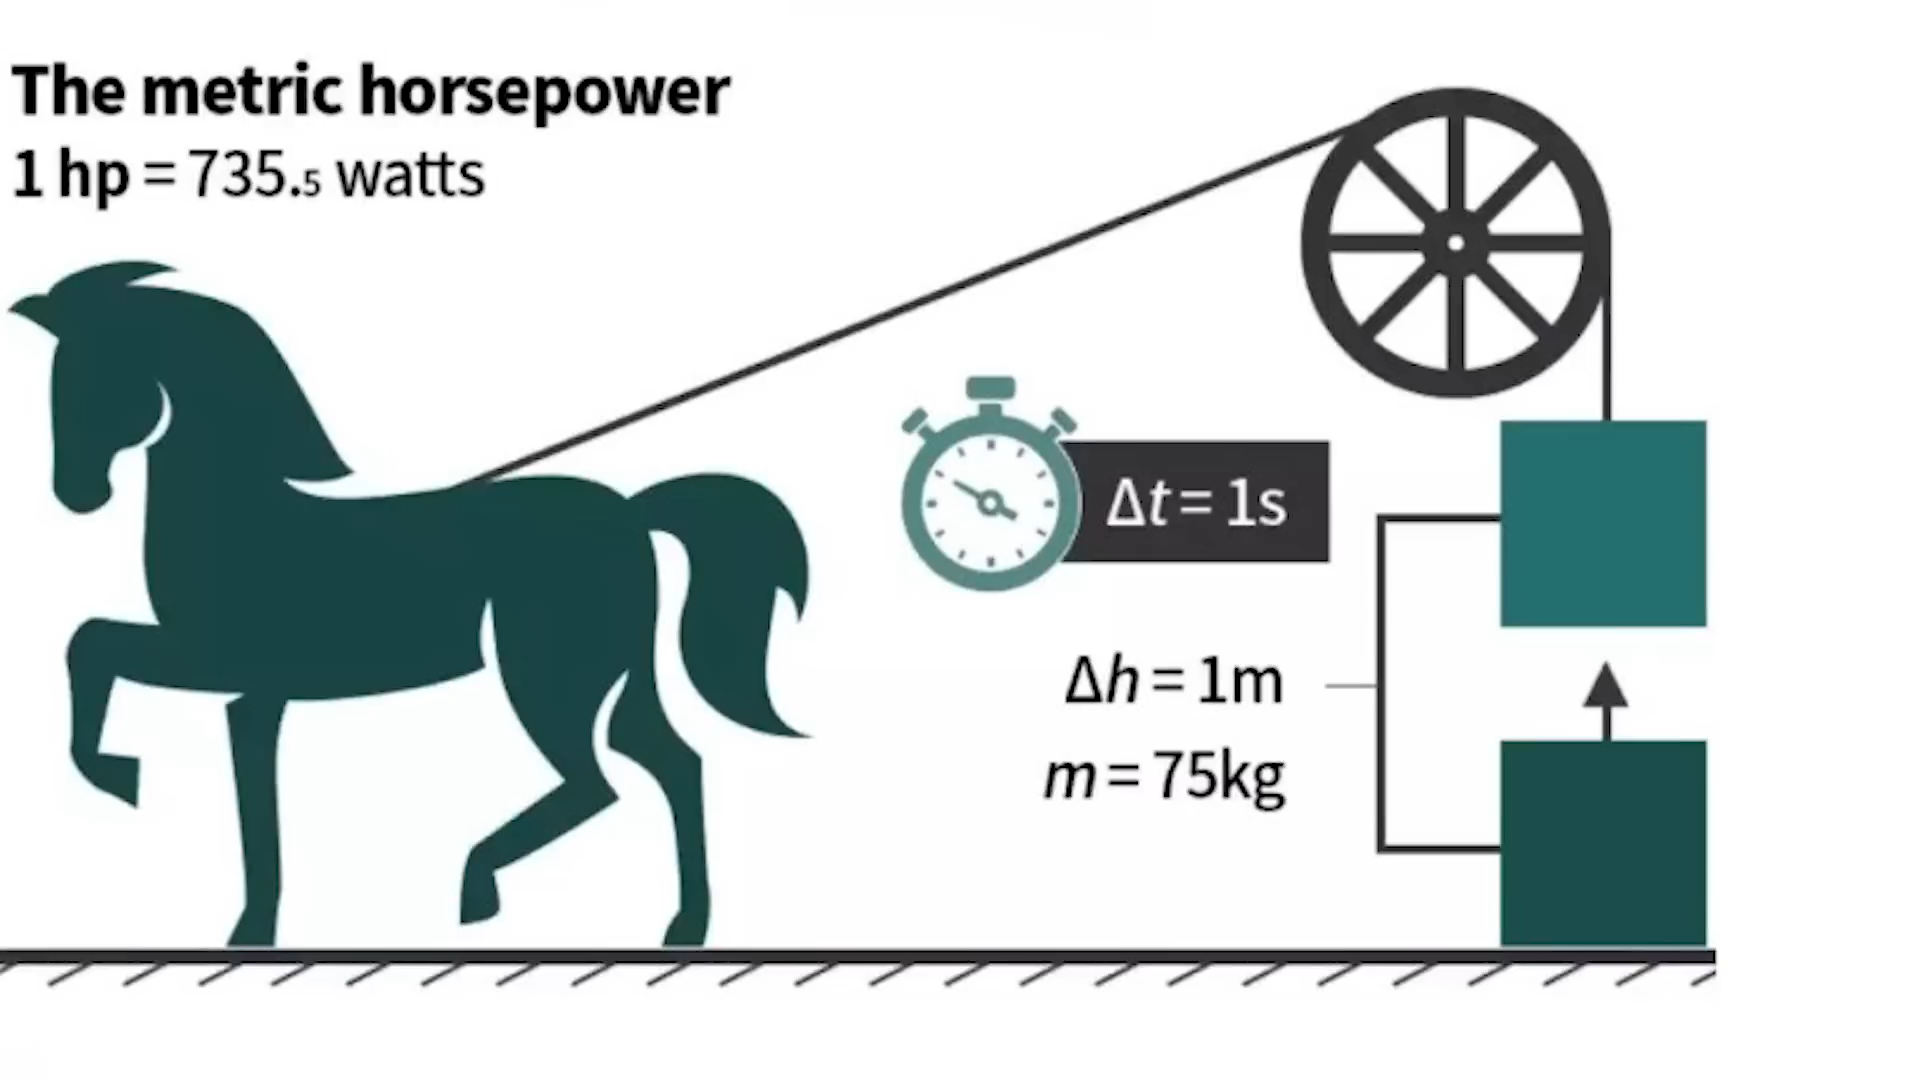 The metric horsepower
1 hp = 735.5 watts
Δt = 1s
Δh = 1m
m = 75kg